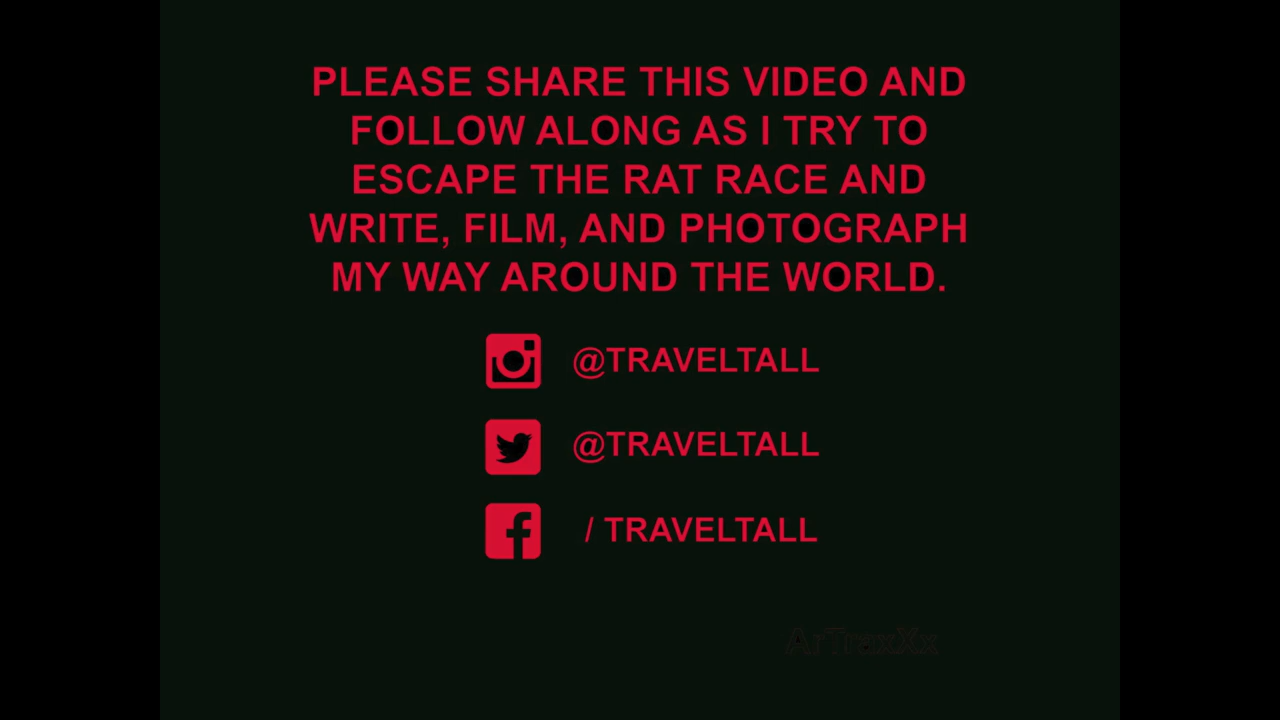 PLEASE SHARE THIS VIDEO AND
FOLLOW ALONG AS I TRY TO
ESCAPE THE RAT RACE AND
WRITE, FILM, AND PHOTOGRAPH
MY WAY AROUND THE WORLD.
@TRAVELTALL
@TRAVELTALL
/ TRAVELTALL
ArTraxXx